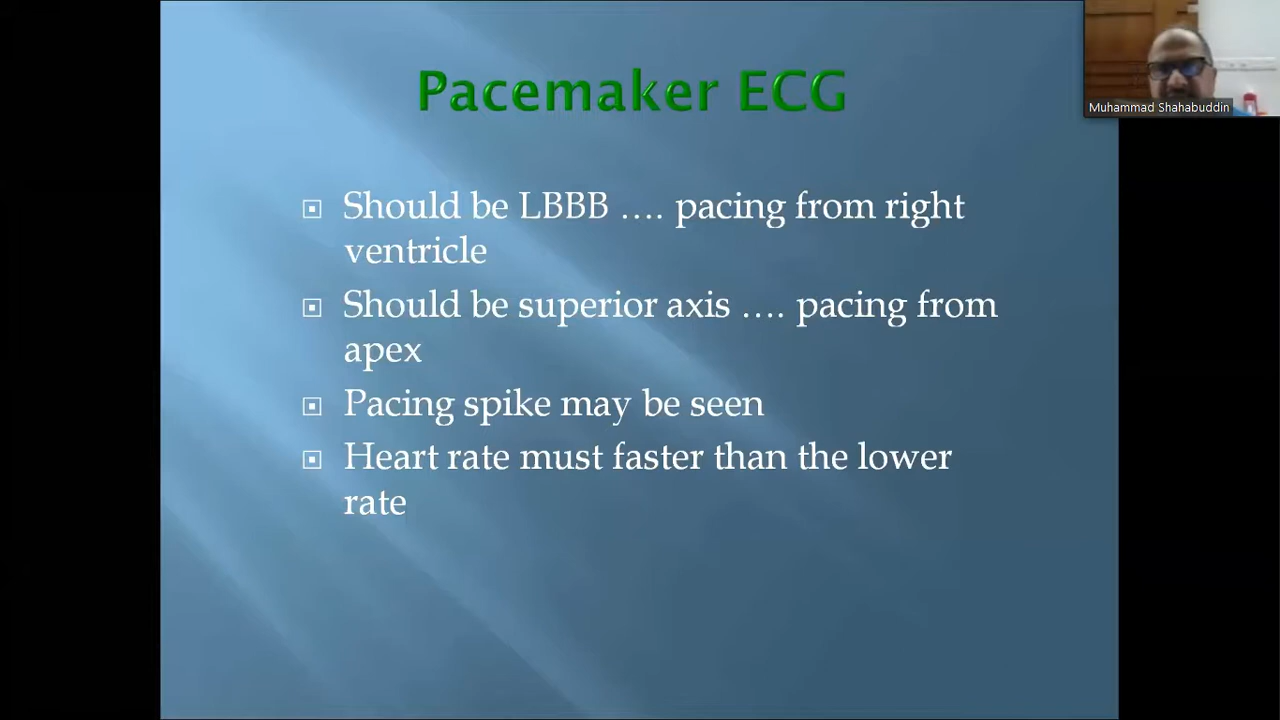 Pacemaker ECG
Muhammad Shahabuddin
Should be LBBB .... pacing from right
ventricle
Should be superior axis .... pacing from
apex
Pacing spike may be seen
Heart rate must faster than the lower
rate